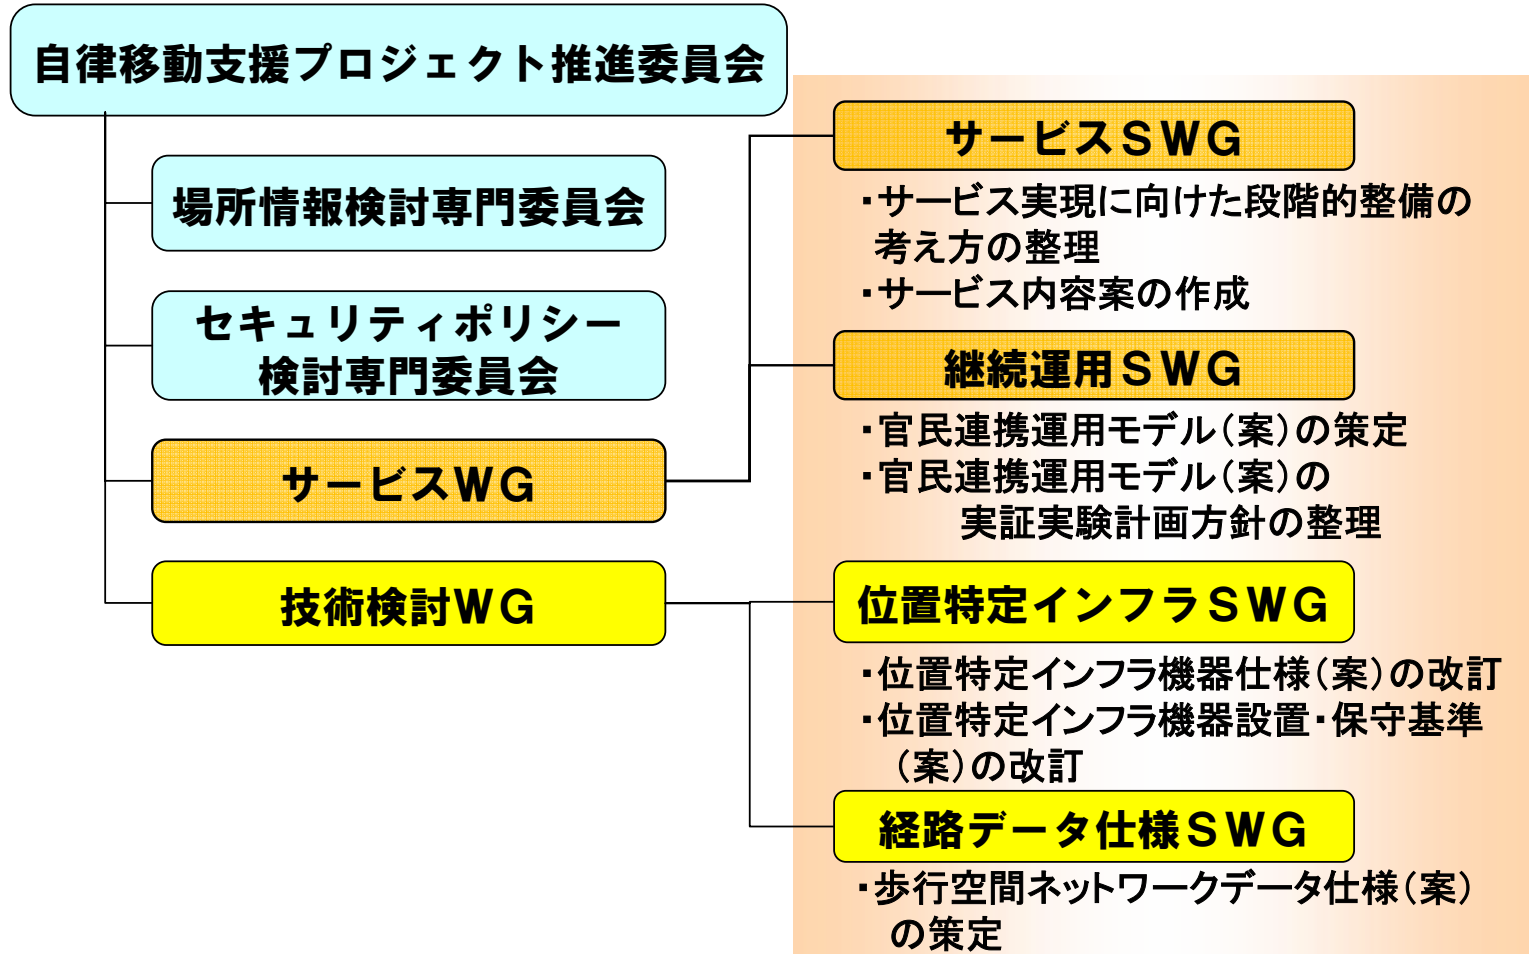 自律移動支援プロジェクト推進委員会
場所情報検討専門委員会
セキュリティポリシー
検討専門委員会
サービスＷＧ
技術検討ＷＧ
サービスＳＷＧ
・サービス実現に向けた段階的整備の
考え方の整理
・サービス内容案の作成
継続運用ＳＷＧ
・官民連携運用モデル（案）の策定
・官民連携運用モデル（案）の
実証実験計画方針の整理
位置特定インフラＳＷＧ
・位置特定インフラ機器仕様（案）の改訂
・位置特定インフラ機器設置・保守基準
（案）の改訂
経路データ仕様ＳＷＧ
・歩行空間ネットワークデータ仕様（案）
の策定